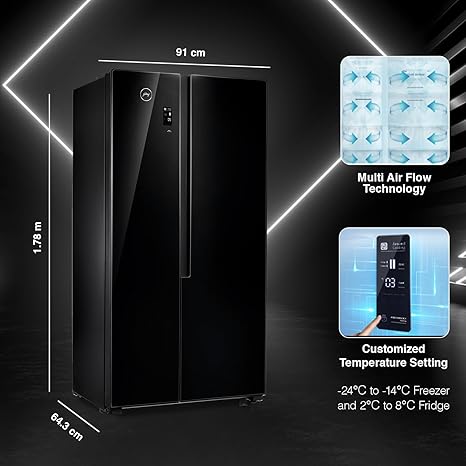 91 cm
1.78 m
64.3 cm
Multi Air Flow
Technology
03
Customized
Temperature Setting
-24°C to -14°C Freezer
and 2°C to 8°C Fridge